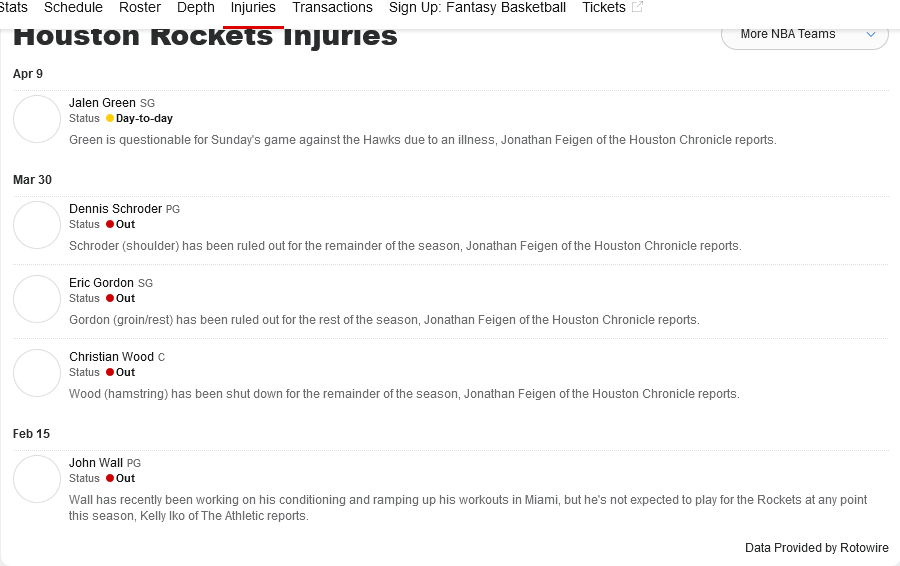 Stats Schedule Roster Depth Injuries Transactions Sign Up: Fantasy Basketball Tickets
Houston Rockets Injuries
More NBA Teams
Apr 9
Jalen Green SG
Status Day-to-day
Green is questionable for Sunday's game against the Hawks due to an illness, Jonathan Feigen of the Houston Chronicle reports.
Mar 30
Dennis Schroder PG
Status Out
Schroder (shoulder) has been ruled out for the remainder of the season, Jonathan Feigen of the Houston Chronicle reports.
Eric Gordon SG
Status Out
Gordon (groin/rest) has been ruled out for the rest of the season, Jonathan Feigen of the Houston Chronicle reports.
Christian Wood C
Status Out
Wood (hamstring) has been shut down for the remainder of the season, Jonathan Feigen of the Houston Chronicle reports.
Feb 15
John Wall PG
Status Out
Wall has recently been working on his conditioning and ramping up his workouts in Miami, but he's not expected to play for the Rockets at any point
this season, Kelly Iko of The Athletic reports.
Data Provided by Rotowire